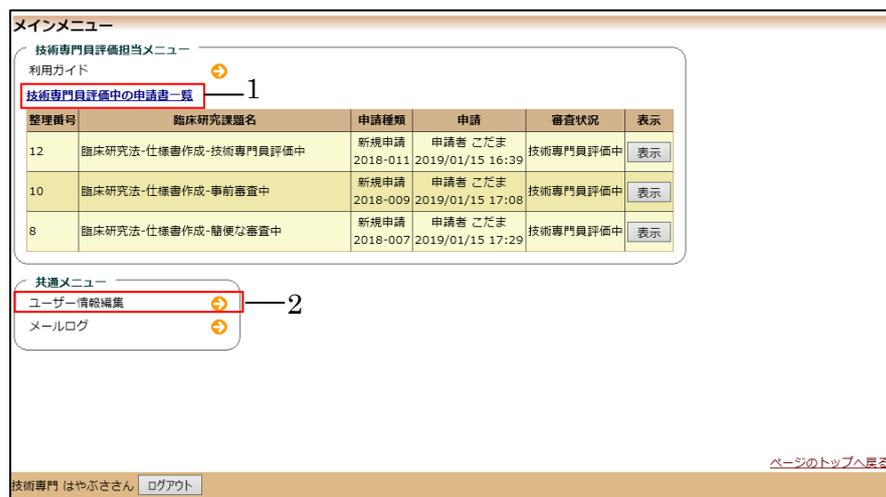 メインメニュー
技術専門員評価担当メニュー
利用ガイド
技術専門員評価中の申請書一覧
1
整理番号 臨床研究課題名 申請種類 申請 審査状況 表示
12 臨床研究法-仕様書作成-技術専門員評価中 新規申請 2018-011 申請者 こだま 2019/01/15 16:39 技術専門員評価中 表示
10 臨床研究法-仕様書作成-事前審査中 新規申請 2018-009 申請者 こだま 2019/01/15 17:08 技術専門員評価中 表示
8 臨床研究法-仕様書作成-簡便な審査中 新規申請 2018-007 申請者 こだま 2019/01/15 17:29 技術専門員評価中 表示
共通メニュー
ユーザー情報編集
2
メールログ
ページのトップへ戻る
技術専門 はやぶささん ログアウト